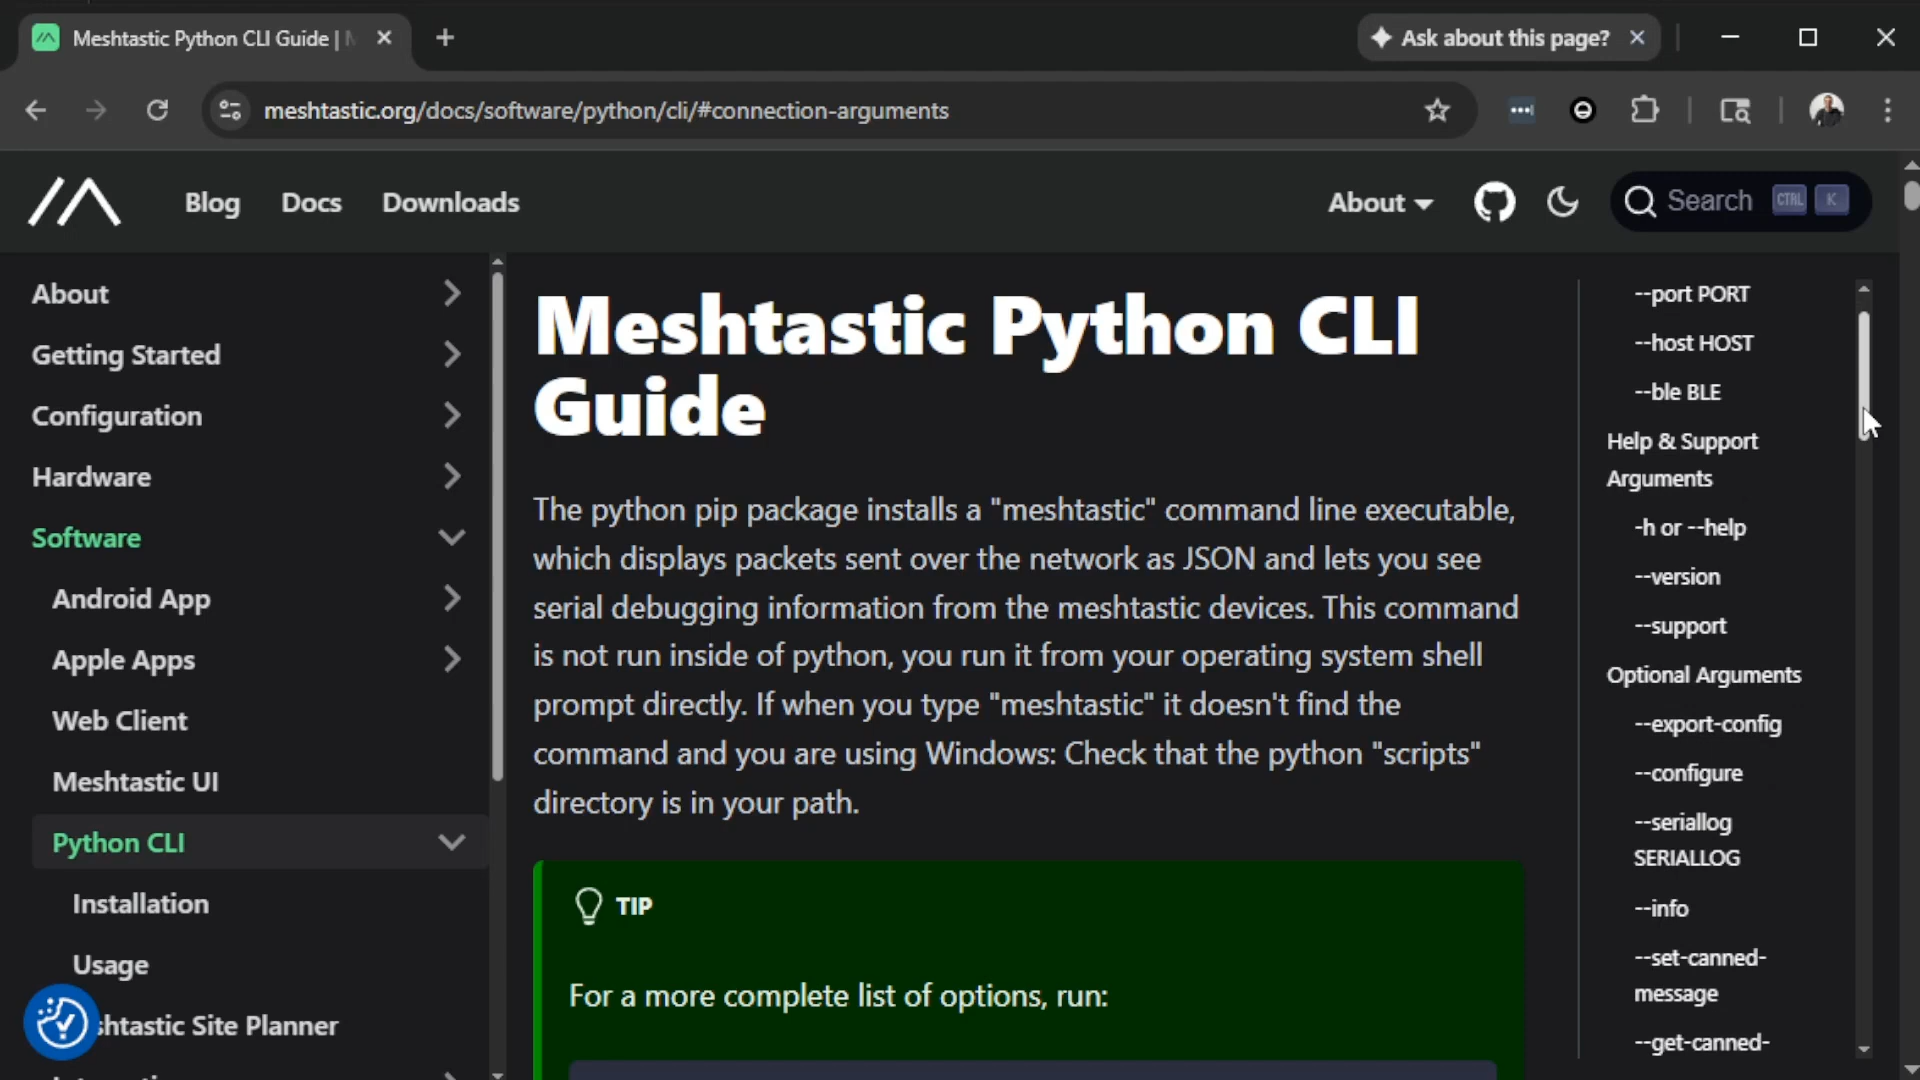 Meshtastic Python CLI Guide |
Ask about this page?
meshtastic.org/docs/software/python/cli/#connection-arguments
Blog
Docs
Downloads
About
Search
CTRL
K
About
Getting Started
Configuration
Hardware
Software
Android App
Apple Apps
Web Client
Meshtastic UI
Python CLI
Installation
Usage
shtastic Site Planner
Meshtastic Python CLI
Guide
The python pip package installs a "meshtastic" command line executable,
which displays packets sent over the network as JSON and lets you see
serial debugging information from the meshtastic devices. This command
is not run inside of python, you run it from your operating system shell
prompt directly. If when you type "meshtastic" it doesn't find the
command and you are using Windows: Check that the python "scripts"
directory is in your path.
TIP
For a more complete list of options, run:
--port PORT
--host HOST
--ble BLE
Help & Support
Arguments
-h or --help
--version
--support
Optional Arguments
--export-config
--configure
--seriallog
SERIALLOG
--info
--set-canned-
message
--get-canned-